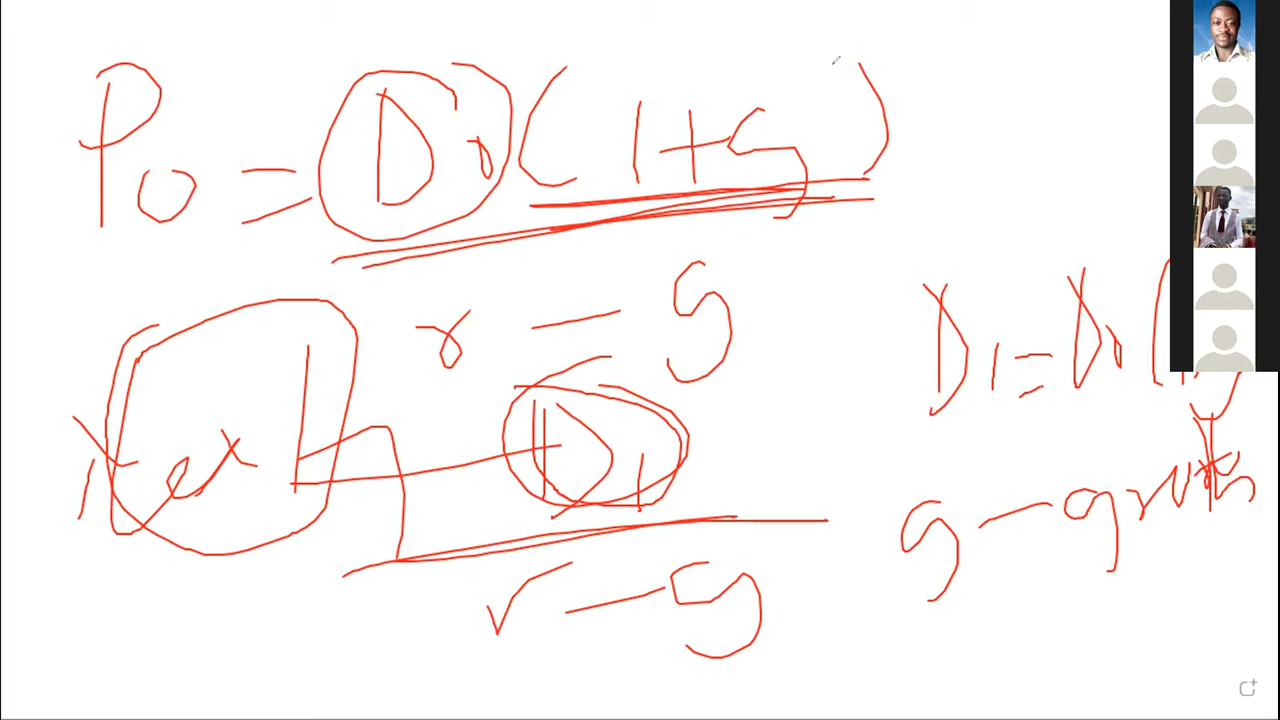 P0 = D0 (1+g)
r - g
D1 = D0 (1+g
Next D1
g - growth
r - g